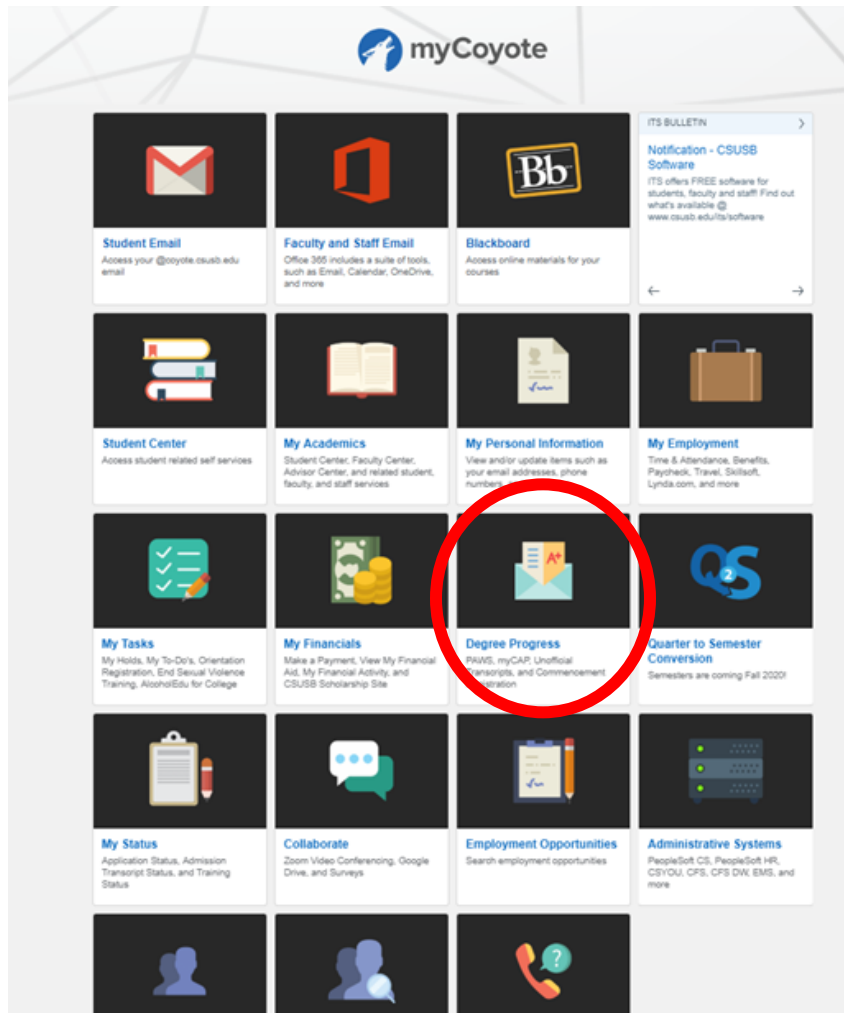 myCoyote
ITS BULLETIN
Notification - CSUSB
Software
ITS offers FREE software for
students, faculty and staff! Find out
what's available @
www.csusb.edu/its/software
Student Email
Access your @coyote.csusb.edu
email
Faculty and Staff Email
Office 365 includes a suite of tools,
such as Email, Calendar, OneDrive,
and more
Bb
Blackboard
Access online materials for your
courses
Student Center
Access student related self services
My Academics
Student Center, Faculty Center,
Advisor Center, and related student,
faculty, and staff services
My Personal Information
View and/or update items such as
your email addresses, phone
numbers,
My Employment
Time & Attendance, Benefits,
Paycheck, Travel, Skillsoft,
Lynda.com, and more
My Tasks
My Holds, My To-Do's, Orientation
Registration, End Sexual Violence
Training, AlcoholEdu for College
My Financials
Make a Payment, View My Financial
Aid, My Financial Activity, and
CSUSB Scholarship Site
A+
Degree Progress
PAWS, myCAP, Unofficial
Transcripts, and Commencement
Q2S
Quarter to Semester
Conversion
Semesters are coming Fall 2020!
My Status
Application Status, Admission
Transcript Status, and Training
Status
Collaborate
Zoom Video Conferencing, Google
Drive, and Surveys
Employment Opportunities
Search employment opportunities
Administrative Systems
PeopleSoft CS, PeopleSoft HR,
CSYOU, CFS, CFS DW, EMS, and
more
?